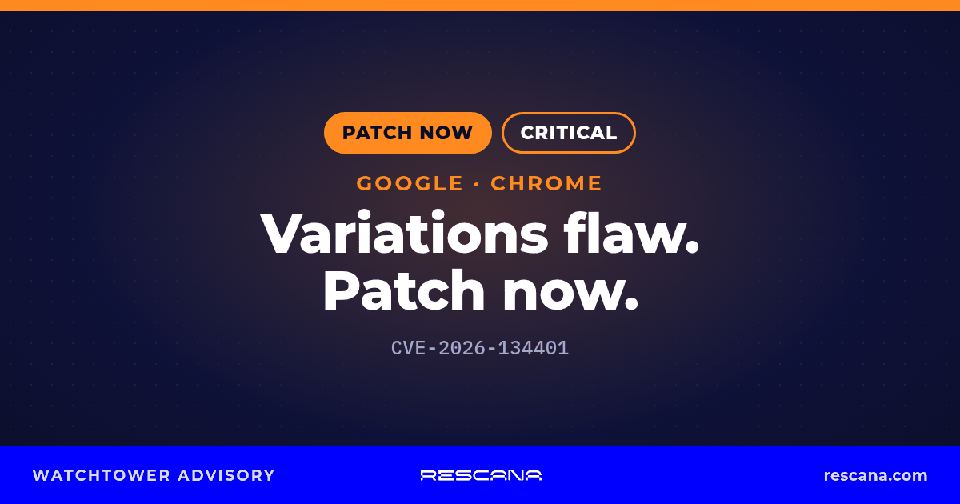 PATCH NOW CRITICAL
GOOGLE · CHROME
Variations flaw.
Patch now.
CVE-2026-134401
WATCHTOWER ADVISORY RESCANA rescana.com